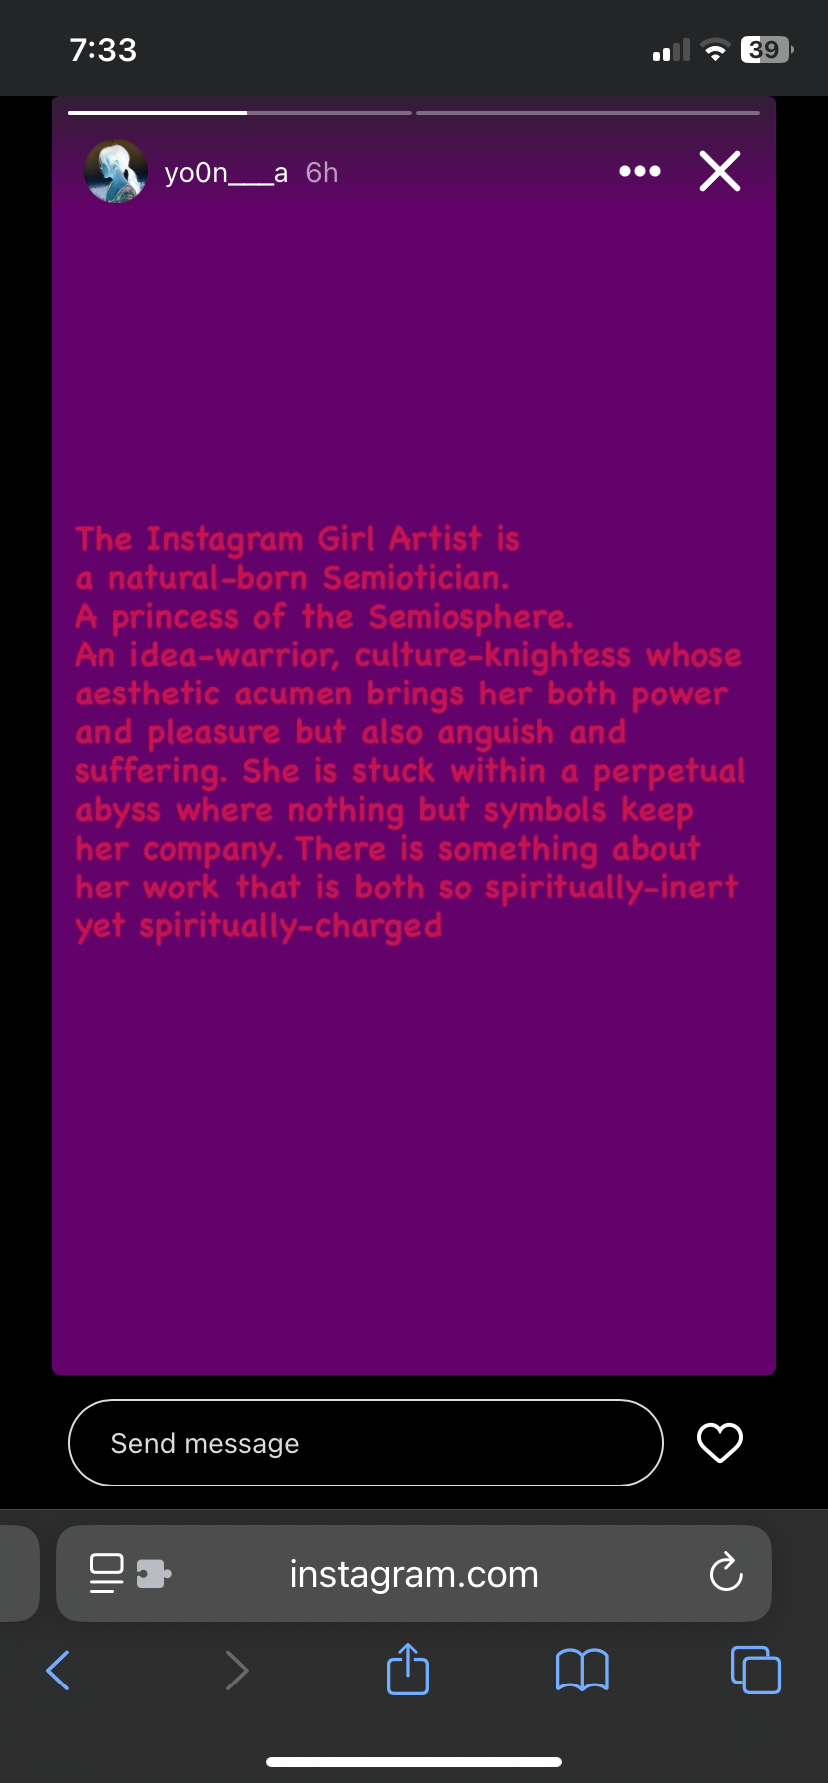 7:33
39
yo0n___a 6h
The Instagram Girl Artist is
a natural-born Semiotician.
A princess of the Semiosphere.
An idea-warrior, culture-knightess whose
aesthetic acumen brings her both power
and pleasure but also anguish and
suffering. She is stuck within a perpetual
abyss where nothing but symbols keep
her company. There is something about
her work that is both so spiritually-inert
yet spiritually-charged
Send message
instagram.com